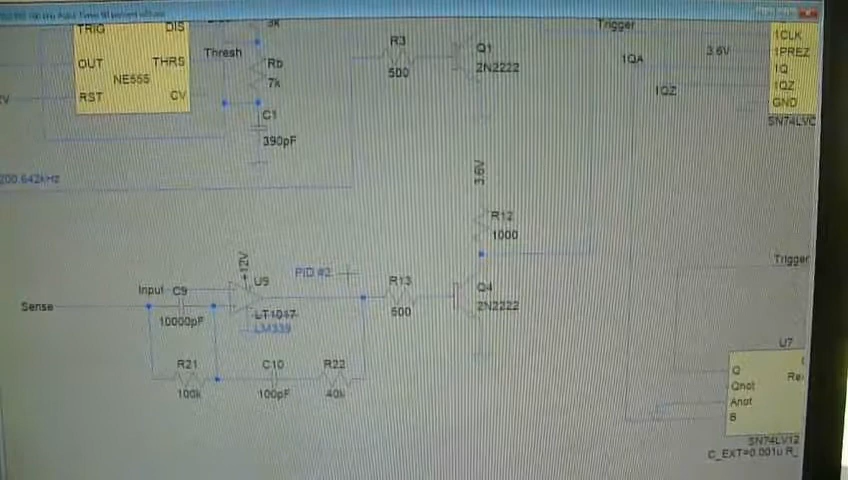 TRIG
DIS
OUT
THRS
NE555
RST
CV
Thresh
Rb
7k
C1
390pF
200.642kHz
R3
500
Q1
2N2222
Trigger
1QA
3.6V
1QZ
1CLK
1PREZ
1Q
1QZ
GND
SN74LVC
3.6V
R12
1000
Sense
Input
C9
10000pF
+12V
U9
LT1017
LM339
PID #2
R13
500
Q4
2N2222
R21
100k
C10
100pF
R22
40k
Trigger
U7
Q
Qnot
Anot
B
SN74LV12
C_EXT=0.001u R_